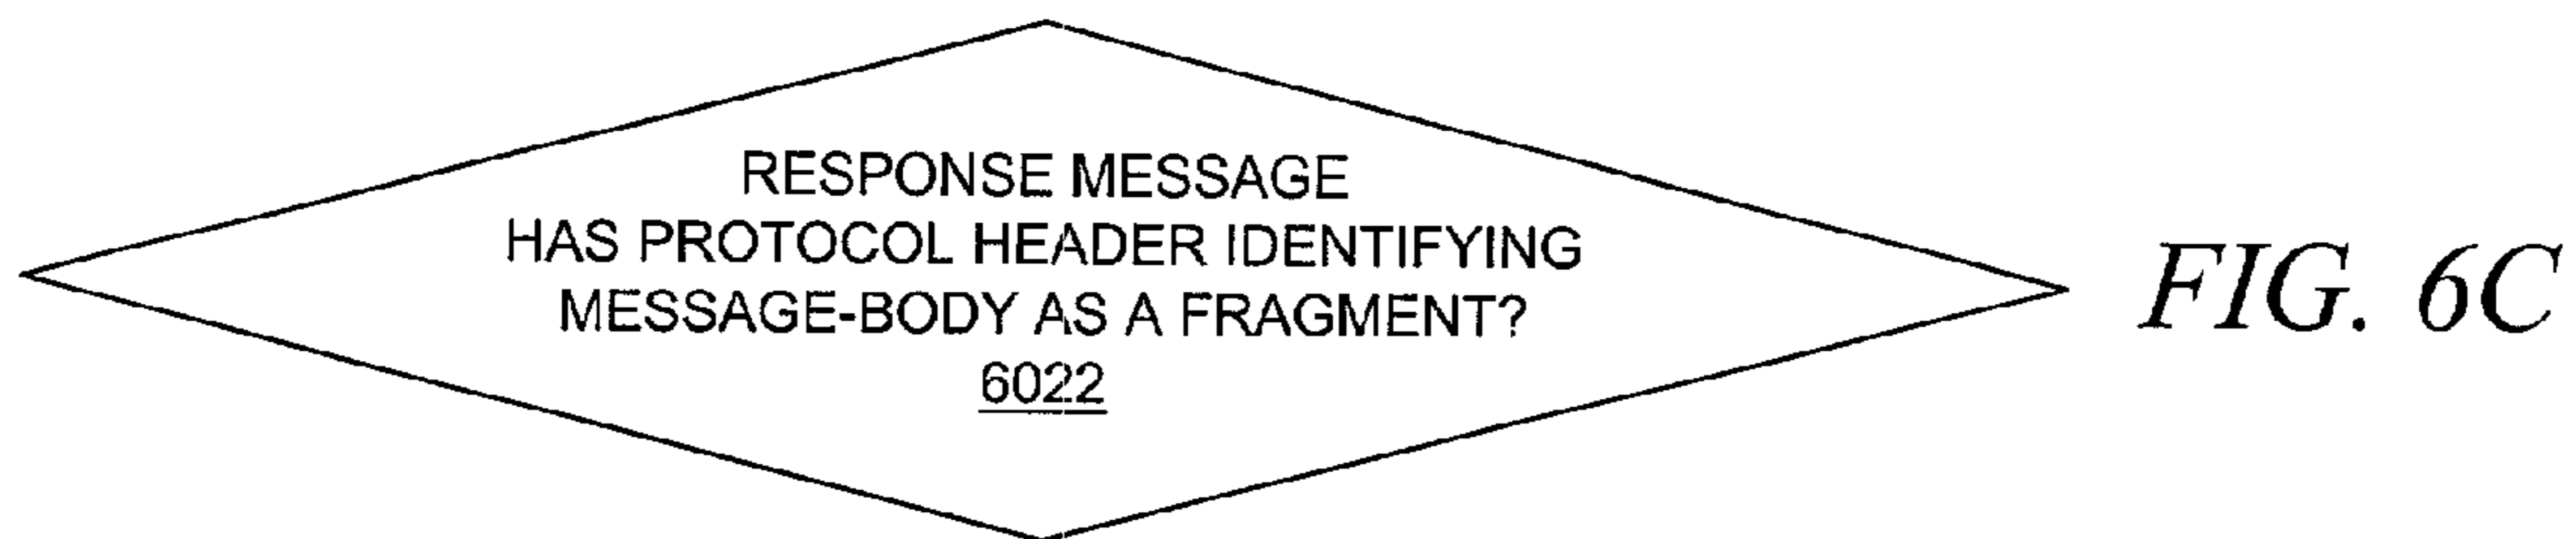 RESPONSE MESSAGE
HAS PROTOCOL HEADER IDENTIFYING
MESSAGE-BODY AS A FRAGMENT?
6022
FIG. 6C